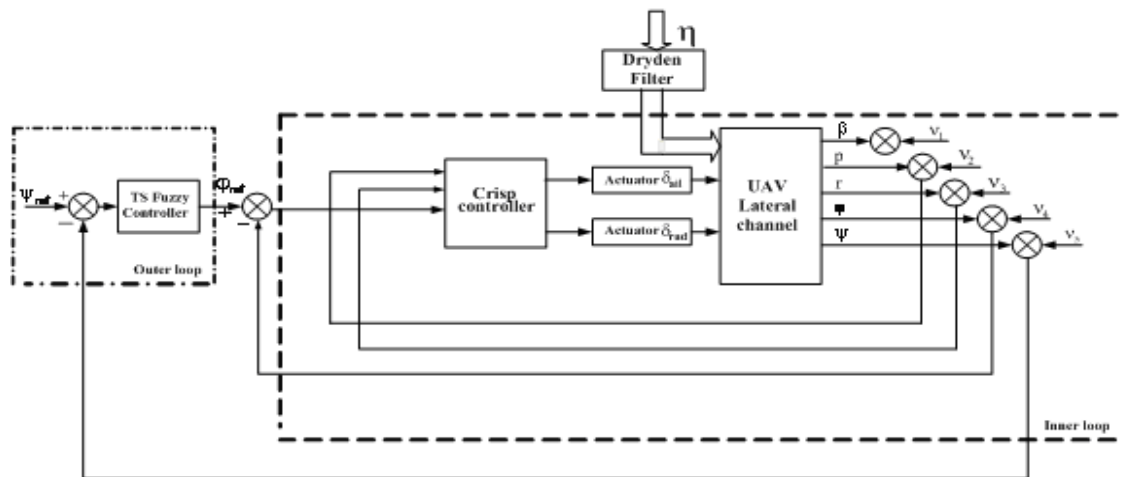 η
Dryden
Filter
β
ν1
p
ν2
r
ν3
φ
ν4
ψ
Ψref
+
−
TS Fuzzy
Controller
Φref
+
−
Outer loop
Crisp
controller
Actuator δail
Actuator δrud
UAV
Lateral
channel
Inner loop